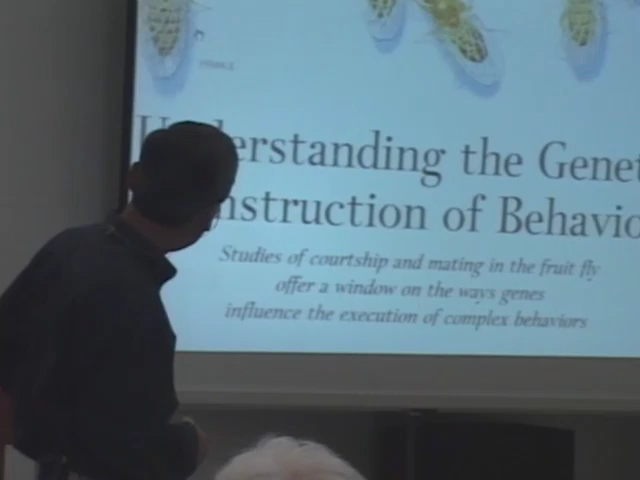 Understanding the Genet
nstruction of Behavio
Studies of courtship and mating in the fruit fly
offer a window on the ways genes
influence the execution of complex behaviors